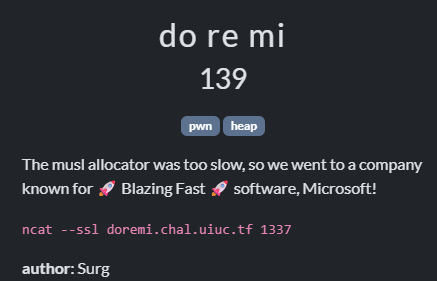 do re mi
139
pwn heap
The musl allocator was too slow, so we went to a company
known for 🚀 Blazing Fast 🚀 software, Microsoft!
ncat --ssl doremi.chal.uiuc.tf 1337
author: Surg